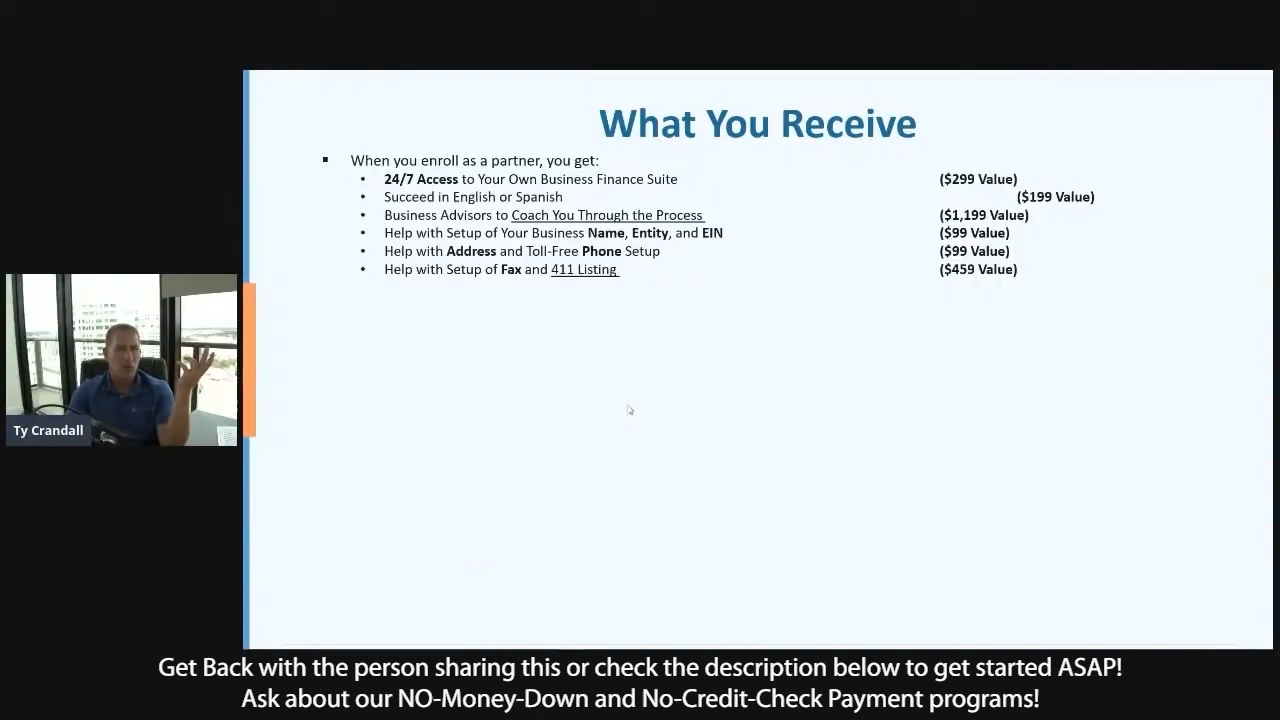 What You Receive
▪ When you enroll as a partner, you get:
• 24/7 Access to Your Own Business Finance Suite ($299 Value)
• Succeed in English or Spanish ($199 Value)
• Business Advisors to Coach You Through the Process ($1,199 Value)
• Help with Setup of Your Business Name, Entity, and EIN ($99 Value)
• Help with Address and Toll-Free Phone Setup ($99 Value)
• Help with Setup of Fax and 411 Listing ($459 Value)
Ty Crandall
Get Back with the person sharing this or check the description below to get started ASAP!
Ask about our NO-Money-Down and No-Credit-Check Payment programs!